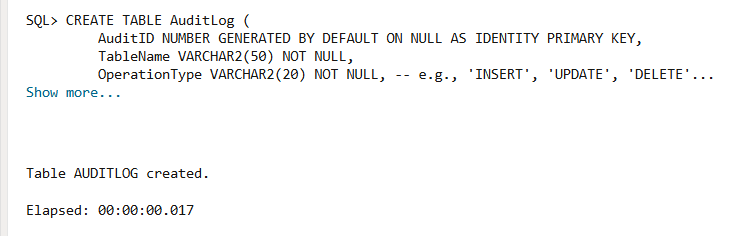 SQL> CREATE TABLE AuditLog (
AuditID NUMBER GENERATED BY DEFAULT ON NULL AS IDENTITY PRIMARY KEY,
TableName VARCHAR2(50) NOT NULL,
OperationType VARCHAR2(20) NOT NULL, -- e.g., 'INSERT', 'UPDATE', 'DELETE'...
Show more...
Table AUDITLOG created.
Elapsed: 00:00:00.017